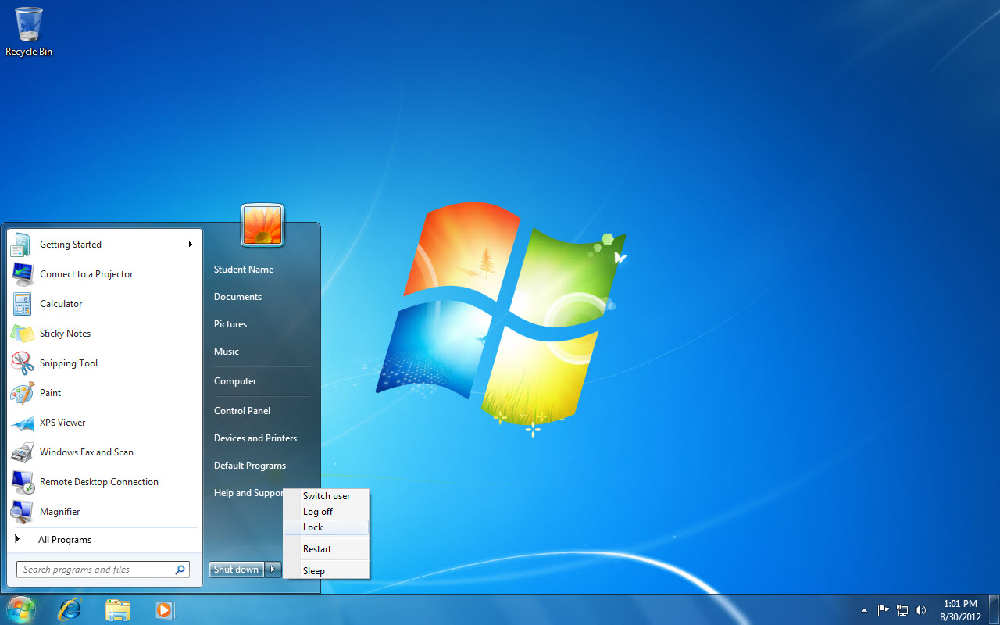 Recycle Bin
Getting Started
Connect to a Projector
Calculator
Sticky Notes
Snipping Tool
Paint
XPS Viewer
Windows Fax and Scan
Remote Desktop Connection
Magnifier
All Programs
Search programs and files
Student Name
Documents
Pictures
Music
Computer
Control Panel
Devices and Printers
Default Programs
Help and Suppor
Shut down
Switch user
Log off
Lock
Restart
Sleep
1:01 PM
8/30/2012